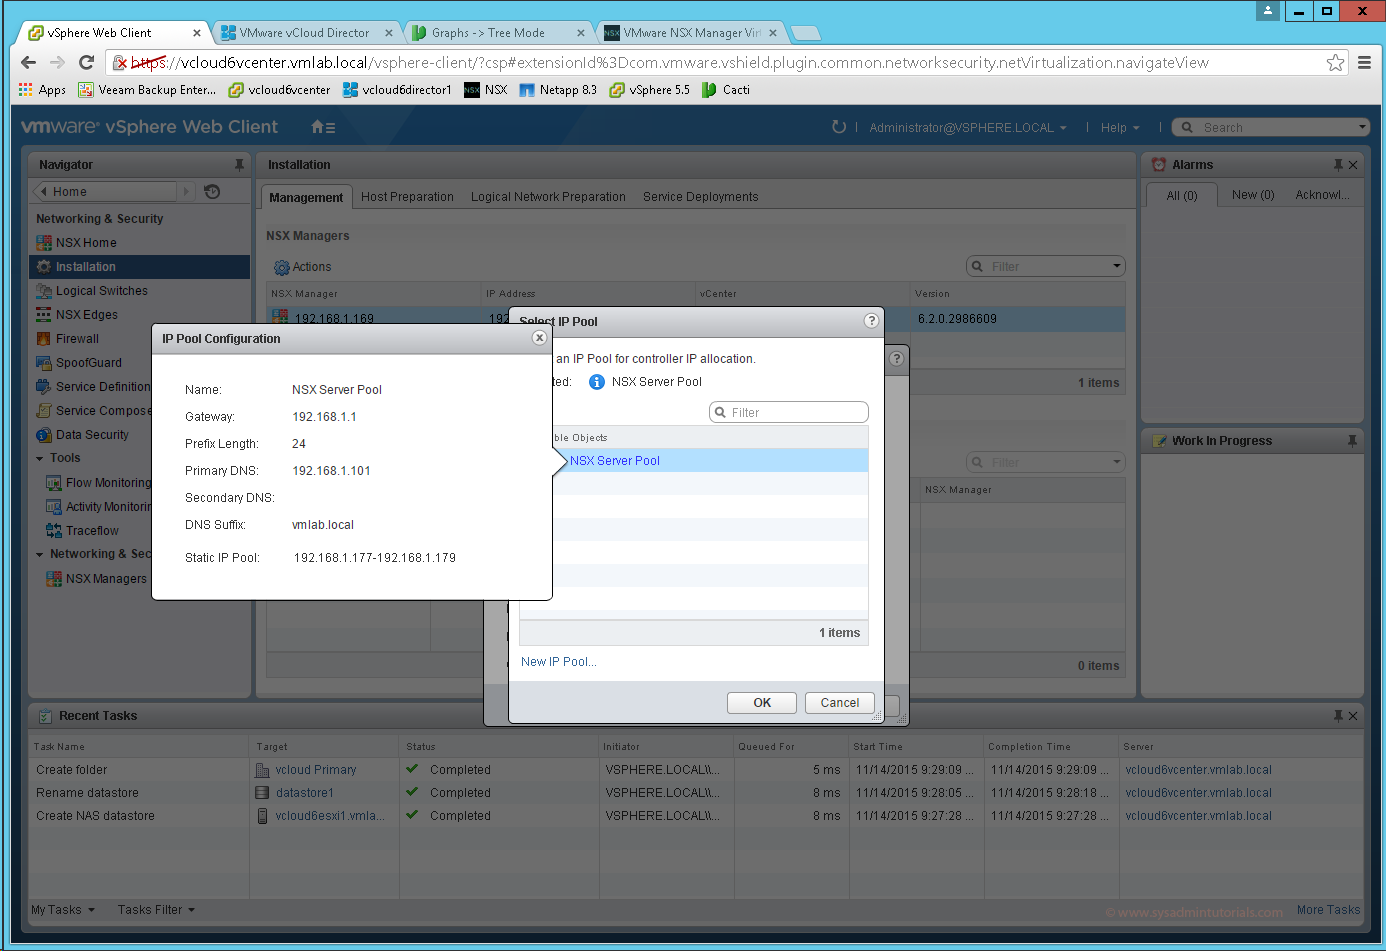 vSphere Web Client
VMware vCloud Director
Graphs -> Tree Mode
VMware NSX Manager Virt
https://vcloud6vcenter.vmlab.local/vsphere-client/?csp#extensionId%3Dcom.vmware.vshield.plugin.common.networksecurity.netVirtualization.navigateView
Apps
Veeam Backup Enter...
vcloud6vcenter
vcloud6director1
NSX
Netapp 8.3
vSphere 5.5
Cacti
vmware® vSphere Web Client
Administrator@VSPHERE.LOCAL
Help
Search
Navigator
Home
Networking & Security
NSX Home
Installation
Logical Switches
NSX Edges
Firewall
SpoofGuard
Service Definition
Service Compose
Data Security
Tools
Flow Monitoring
Activity Monitorin
Traceflow
Networking & Sec
NSX Managers
Installation
Management
Host Preparation
Logical Network Preparation
Service Deployments
NSX Managers
Actions
Filter
NSX Manager
IP Address
vCenter
Version
192.168.1.169
192
6.2.0.2986609
1 items
Filter
NSX Manager
0 items
IP Pool Configuration
Name: NSX Server Pool
Gateway: 192.168.1.1
Prefix Length: 24
Primary DNS: 192.168.1.101
Secondary DNS:
DNS Suffix: vmlab.local
Static IP Pool: 192.168.1.177-192.168.1.179
Select IP Pool
an IP Pool for controller IP allocation.
ted: NSX Server Pool
Filter
ble Objects
NSX Server Pool
1 items
New IP Pool...
OK
Cancel
Alarms
All (0)
New (0)
Acknowl...
Work In Progress
Recent Tasks
Task Name
Target
Status
Initiator
Queued For
Start Time
Completion Time
Server
Create folder vcloud Primary Completed VSPHERE.LOCAL\\... 5 ms 11/14/2015 9:29:09 ... 11/14/2015 9:29:09 ... vcloud6vcenter.vmlab.local
Rename datastore datastore1 Completed VSPHERE.LOCAL\\... 8 ms 11/14/2015 9:28:05 ... 11/14/2015 9:28:18 ... vcloud6vcenter.vmlab.local
Create NAS datastore vcloud6esxi1.vmla... Completed VSPHERE.LOCAL\\... 8 ms 11/14/2015 9:27:28 ... 11/14/2015 9:27:28 ... vcloud6vcenter.vmlab.local
My Tasks
Tasks Filter
© www.sysadmintutorials.com
More Tasks